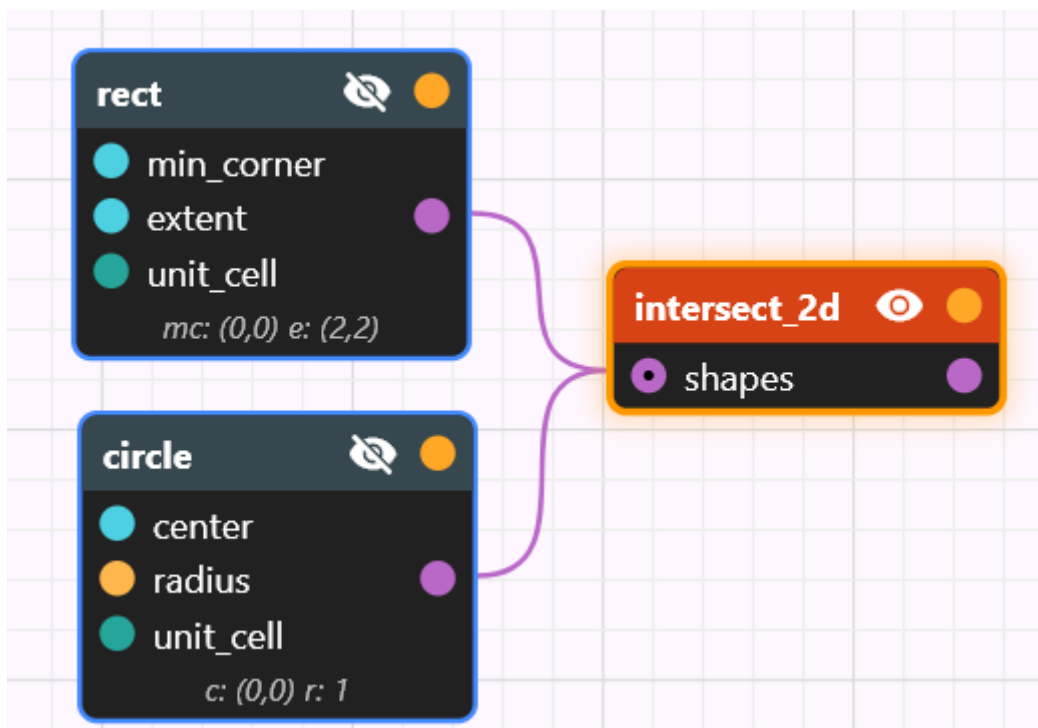 rect
min_corner
extent
unit_cell
mc: (0,0) e: (2,2)
intersect_2d
shapes
circle
center
radius
unit_cell
c: (0,0) r: 1